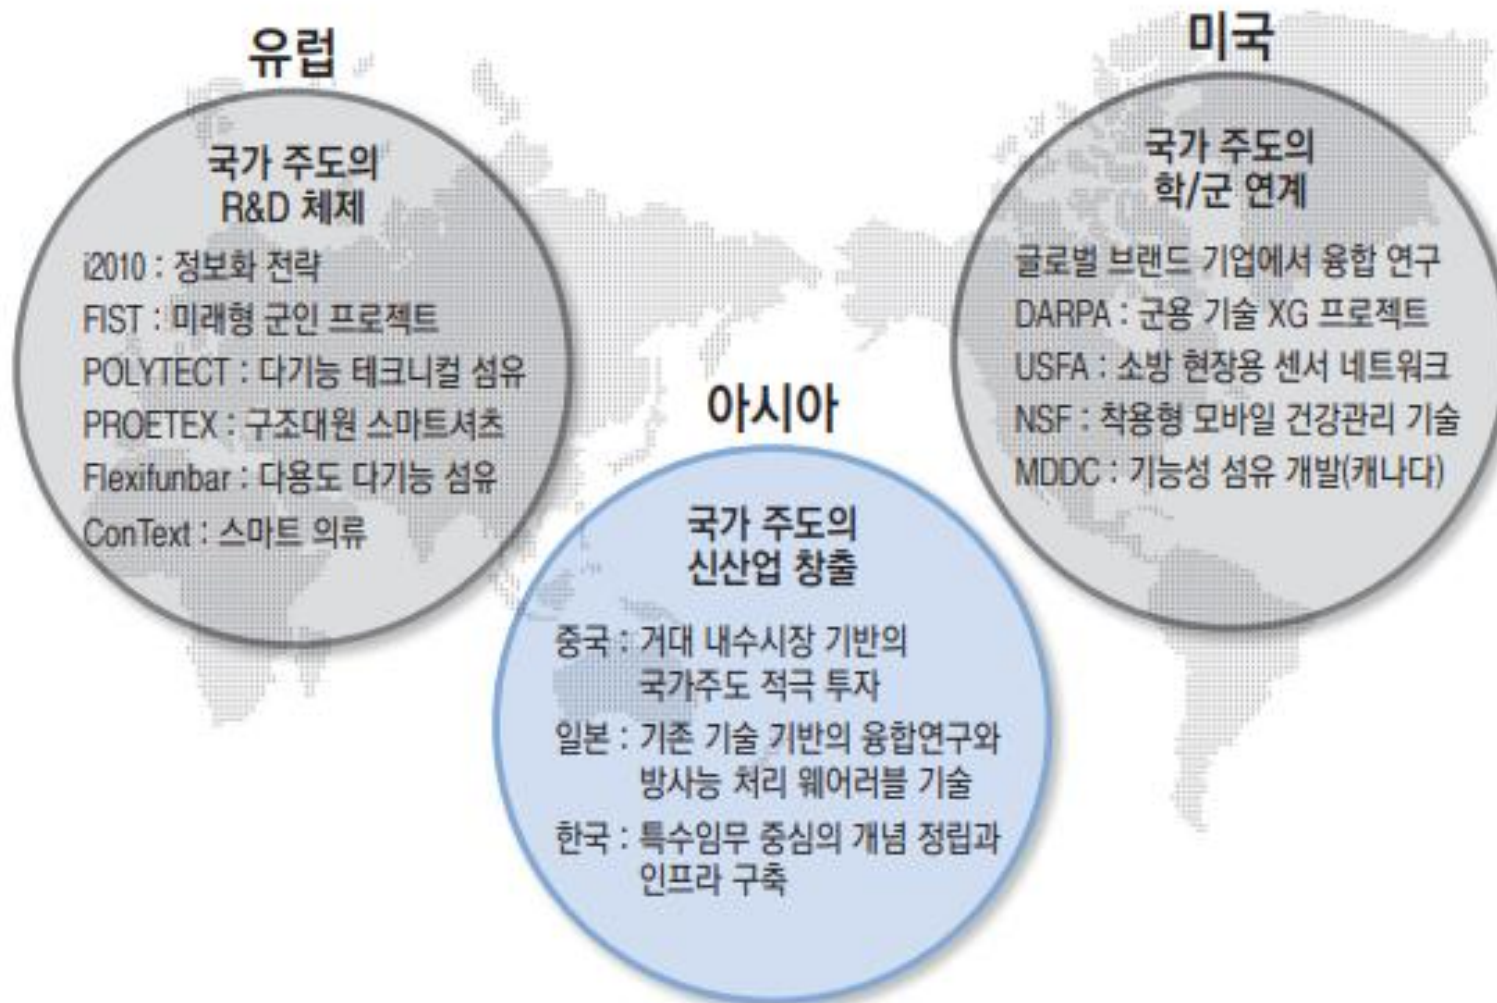 유럽
국가 주도의
R&D 체제
i2010 : 정보화 전략
FIST : 미래형 군인 프로젝트
POLYTECT : 다기능 테크니컬 섬유
PROETEX : 구조대원 스마트셔츠
Flexifunbar : 다용도 다기능 섬유
ConText : 스마트 의류
아시아
국가 주도의
신산업 창출
중국 : 거대 내수시장 기반의
국가주도 적극 투자
일본 : 기존 기술 기반의 융합연구와
방사능 처리 웨어러블 기술
한국 : 특수임무 중심의 개념 정립과
인프라 구축
미국
국가 주도의
학/군 연계
글로벌 브랜드 기업에서 융합 연구
DARPA : 군용 기술 XG 프로젝트
USFA : 소방 현장용 센서 네트워크
NSF : 착용형 모바일 건강관리 기술
MDDC : 기능성 섬유 개발(캐나다)